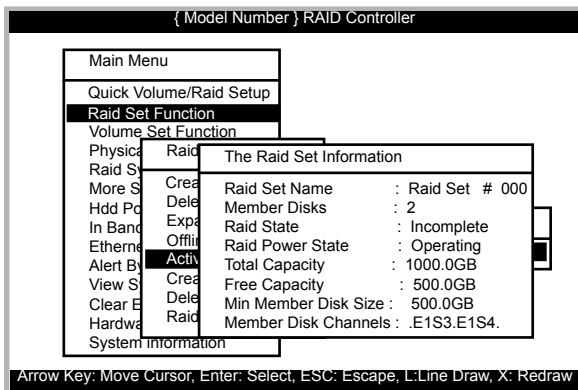 { Model Number } RAID Controller
Main Menu
Quick Volume/Raid Setup
Raid Set Function
Volume Set Function
Physica
Raid Sy
More S
Hdd Po
In Banc
Etherne
Alert By
View S
Clear E
Hardwa
System Information
Raid
Crea
Dele
Expa
Offli
Activ
Crea
Dele
Raid
The Raid Set Information
Raid Set Name : Raid Set # 000
Member Disks : 2
Raid State : Incomplete
Raid Power State : Operating
Total Capacity : 1000.0GB
Free Capacity : 500.0GB
Min Member Disk Size : 500.0GB
Member Disk Channels : .E1S3.E1S4.
Arrow Key: Move Cursor, Enter: Select, ESC: Escape, L:Line Draw, X: Redraw